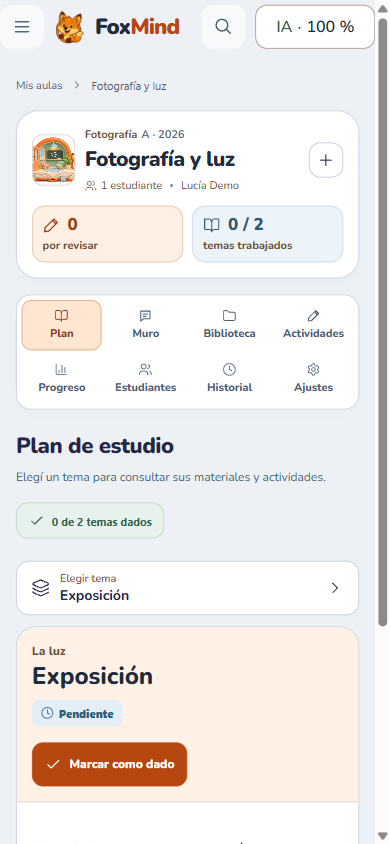 FoxMind
IA · 100 %
Mis aulas > Fotografía y luz
Fotografía A · 2026
Fotografía y luz
1 estudiante • Lucía Demo
0
por revisar
0 / 2
temas trabajados
Plan
Muro
Biblioteca
Actividades
Progreso
Estudiantes
Historial
Ajustes
Plan de estudio
Elegí un tema para consultar sus materiales y actividades.
0 de 2 temas dados
Elegir tema
Exposición
La luz
Exposición
Pendiente
Marcar como dado